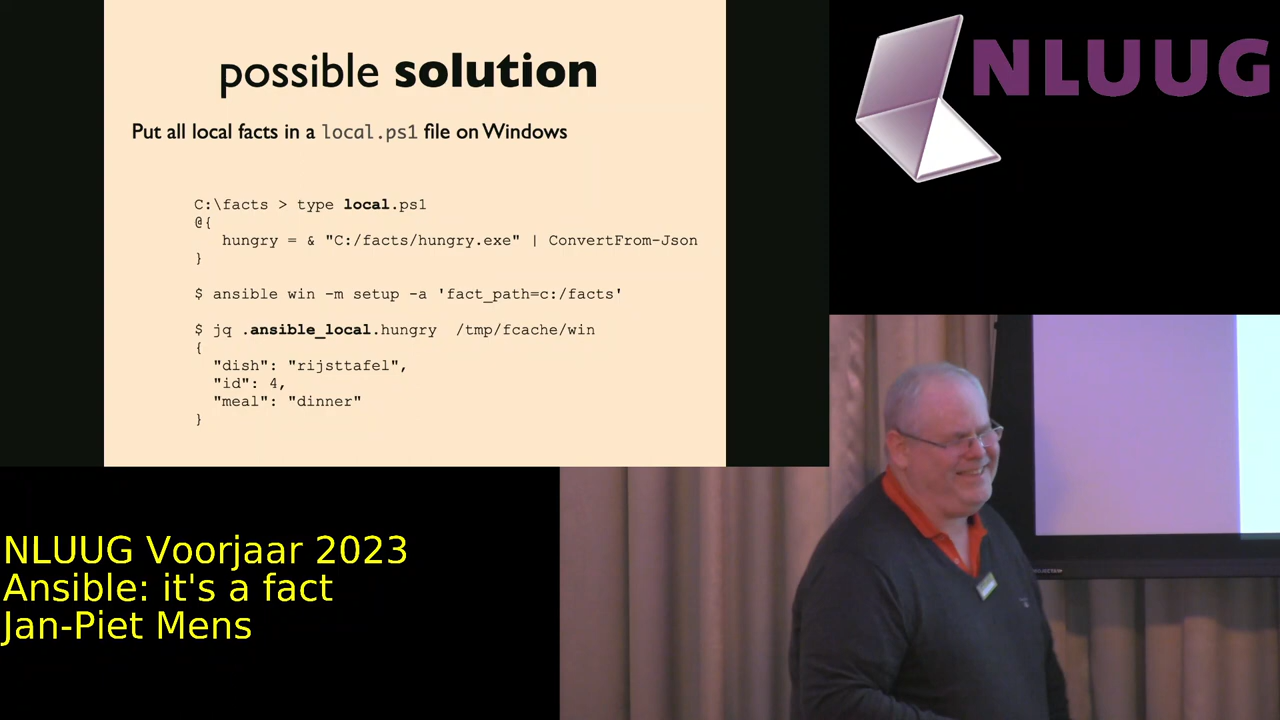 possible solution
Put all local facts in a local.ps1 file on Windows
C:\facts > type local.ps1
@{
hungry = & "C:/facts/hungry.exe" | ConvertFrom-Json
}
$ ansible win -m setup -a 'fact_path=c:/facts'
$ jq .ansible_local.hungry /tmp/fcache/win
{
"dish": "rijsttafel",
"id": 4,
"meal": "dinner"
}
NLUUG
NLUUG Voorjaar 2023
Ansible: it's a fact
Jan-Piet Mens